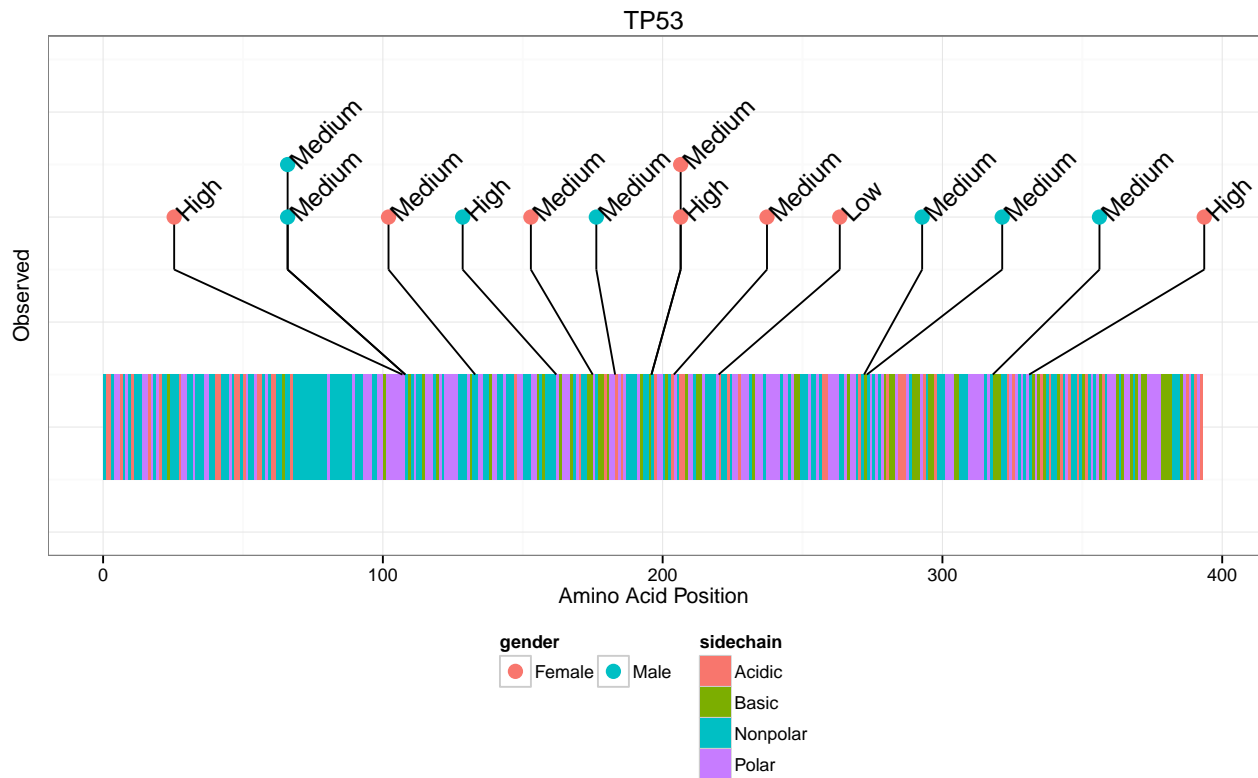 TP53
Medium
Medium
High
Medium
Medium
High
Medium
Medium
High
Medium
Low
Medium
Medium
Medium
High
Observed
0 100 200 300 400
Amino Acid Position
gender
Female Male
sidechain
Acidic
Basic
Nonpolar
Polar